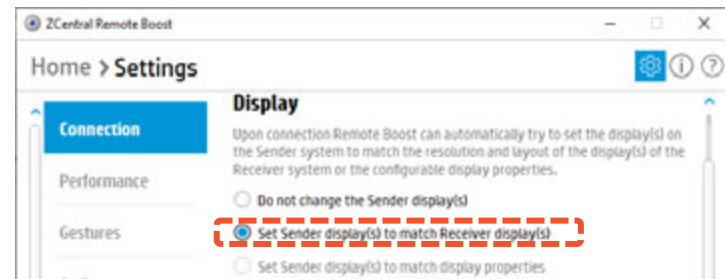 ZCentral Remote Boost
Home > Settings
Connection
Performance
Gestures
Display
Upon connection Remote Boost can automatically try to set the display(s) on
the Sender system to match the resolution and layout of the display(s) of the
Receiver system or the configurable display properties.
Do not change the Sender display(s)
Set Sender display(s) to match Receiver display(s)
Set Sender display(s) to match display properties